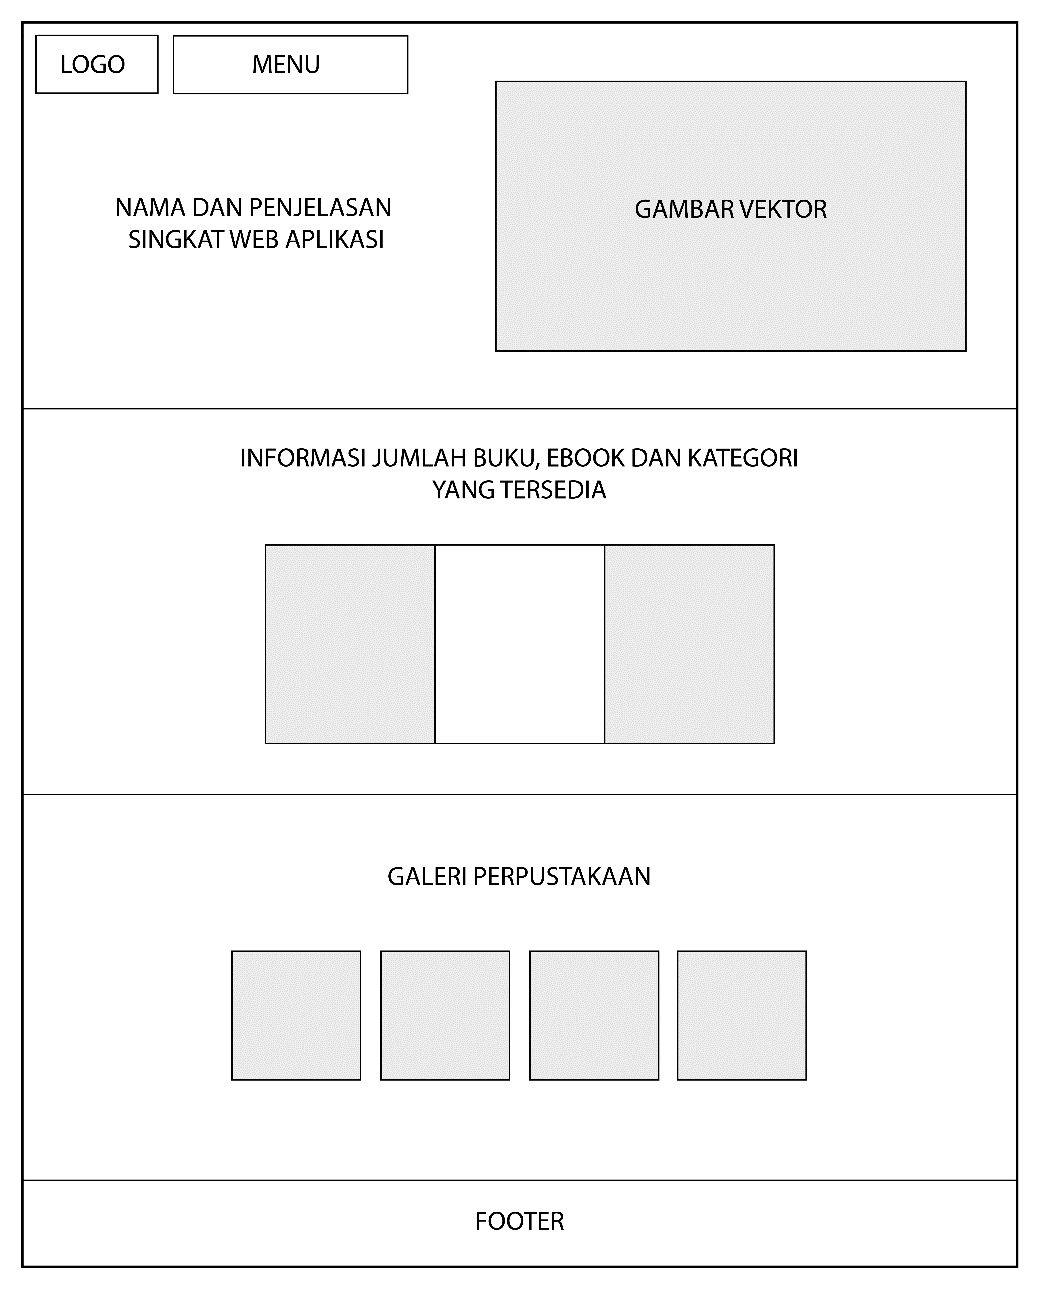 LOGO
MENU
NAMA DAN PENJELASAN
SINGKAT WEB APLIKASI
GAMBAR VEKTOR
INFORMASI JUMLAH BUKU, EBOOK DAN KATEGORI
YANG TERSEDIA
GALERI PERPUSTAKAAN
FOOTER